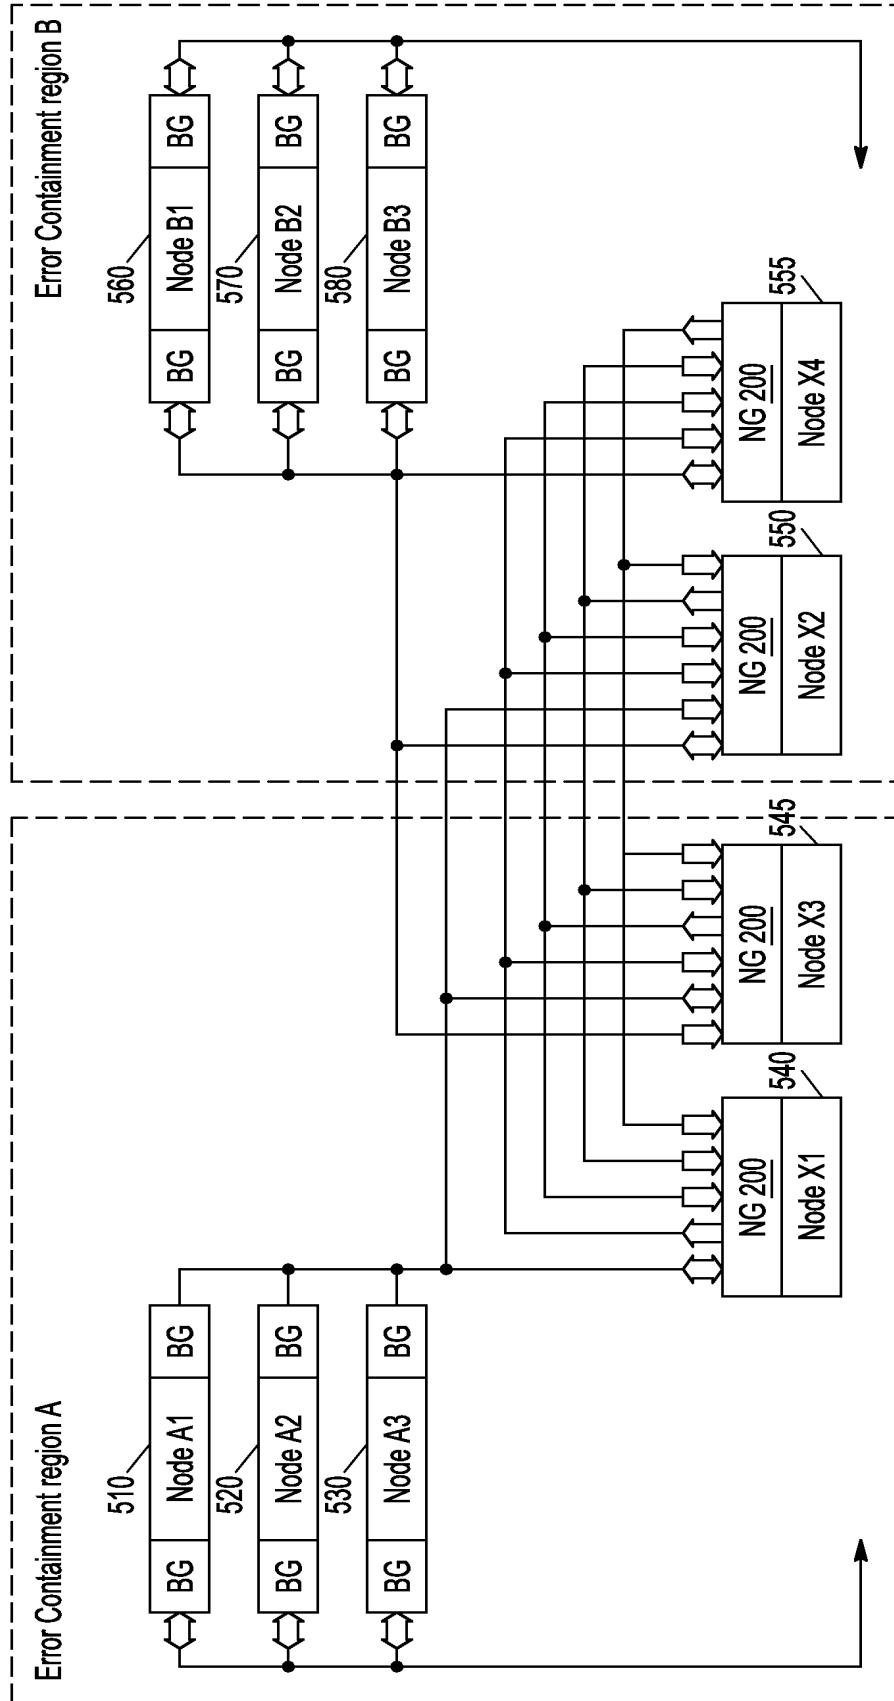 Error Containment region A
510
BG
Node A1
BG
520
BG
Node A2
BG
530
BG
Node A3
BG
540
NG 200
Node X1
545
NG 200
Node X3
Error Containment region B
560
BG
Node B1
BG
570
BG
Node B2
BG
580
BG
Node B3
BG
550
NG 200
Node X2
555
NG 200
Node X4